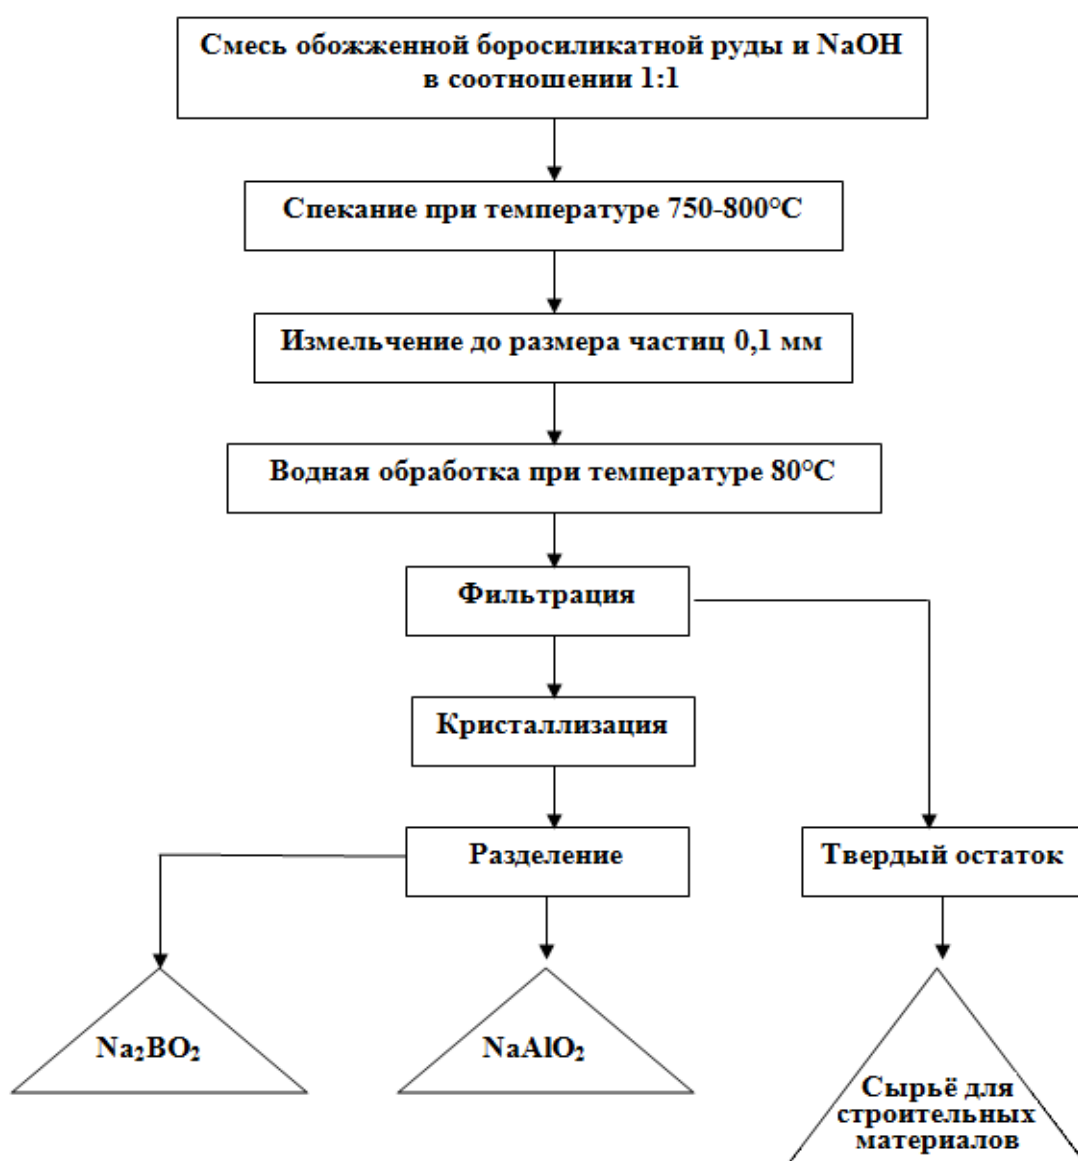 Смесь обожженной боросиликатной руды и NaOH
в соотношении 1:1
Спекание при температуре 750-800°С
Измельчение до размера частиц 0,1 мм
Водная обработка при температуре 80°С
Фильтрация
Кристаллизация
Разделение
Твердый остаток
Na₂BO₂
NaAlO₂
Сырьё для
строительных
материалов